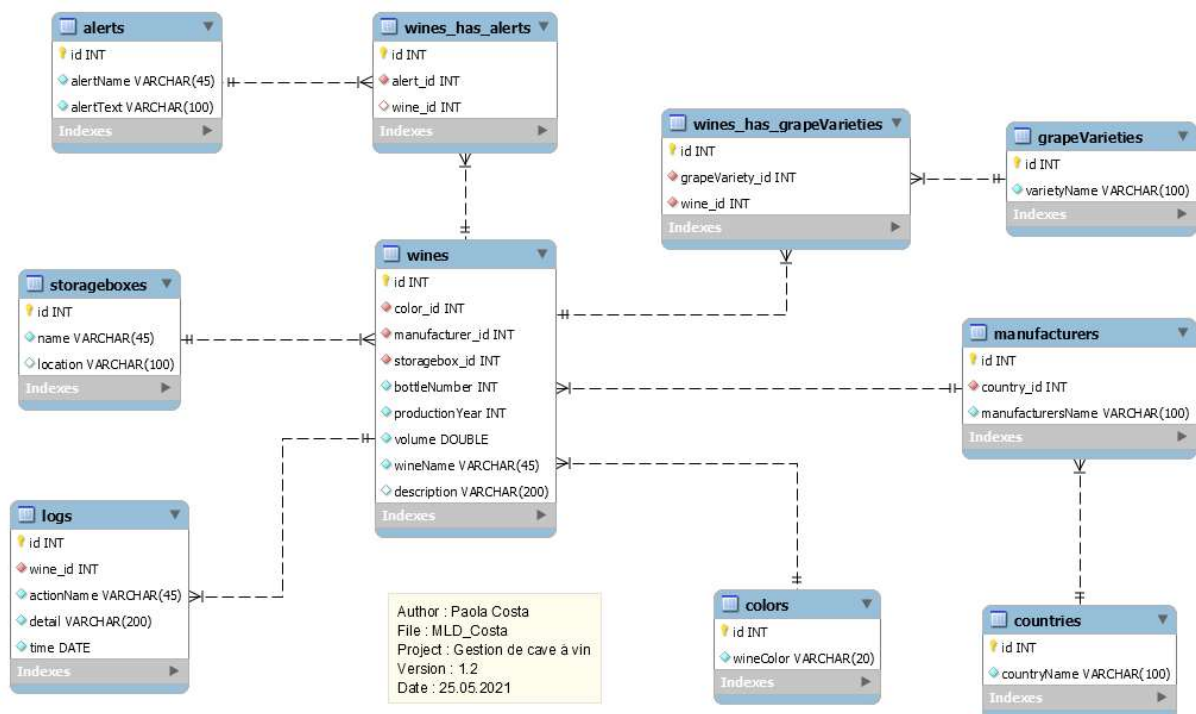 alerts
id INT
alertName VARCHAR(45)
alertText VARCHAR(100)
Indexes
wines_has_alerts
id INT
alert_id INT
wine_id INT
Indexes
wines_has_grapeVarieties
id INT
grapeVariety_id INT
wine_id INT
Indexes
grapeVarieties
id INT
varietyName VARCHAR(100)
Indexes
storageboxes
id INT
name VARCHAR(45)
location VARCHAR(100)
Indexes
wines
id INT
color_id INT
manufacturer_id INT
storagebox_id INT
bottleNumber INT
productionYear INT
volume DOUBLE
wineName VARCHAR(45)
description VARCHAR(200)
Indexes
manufacturers
id INT
country_id INT
manufacturersName VARCHAR(100)
Indexes
logs
id INT
wine_id INT
actionName VARCHAR(45)
detail VARCHAR(200)
time DATE
Indexes
Author : Paola Costa
File : MLD_Costa
Project : Gestion de cave à vin
Version : 1.2
Date : 25.05.2021
colors
id INT
wineColor VARCHAR(20)
Indexes
countries
id INT
countryName VARCHAR(100)
Indexes